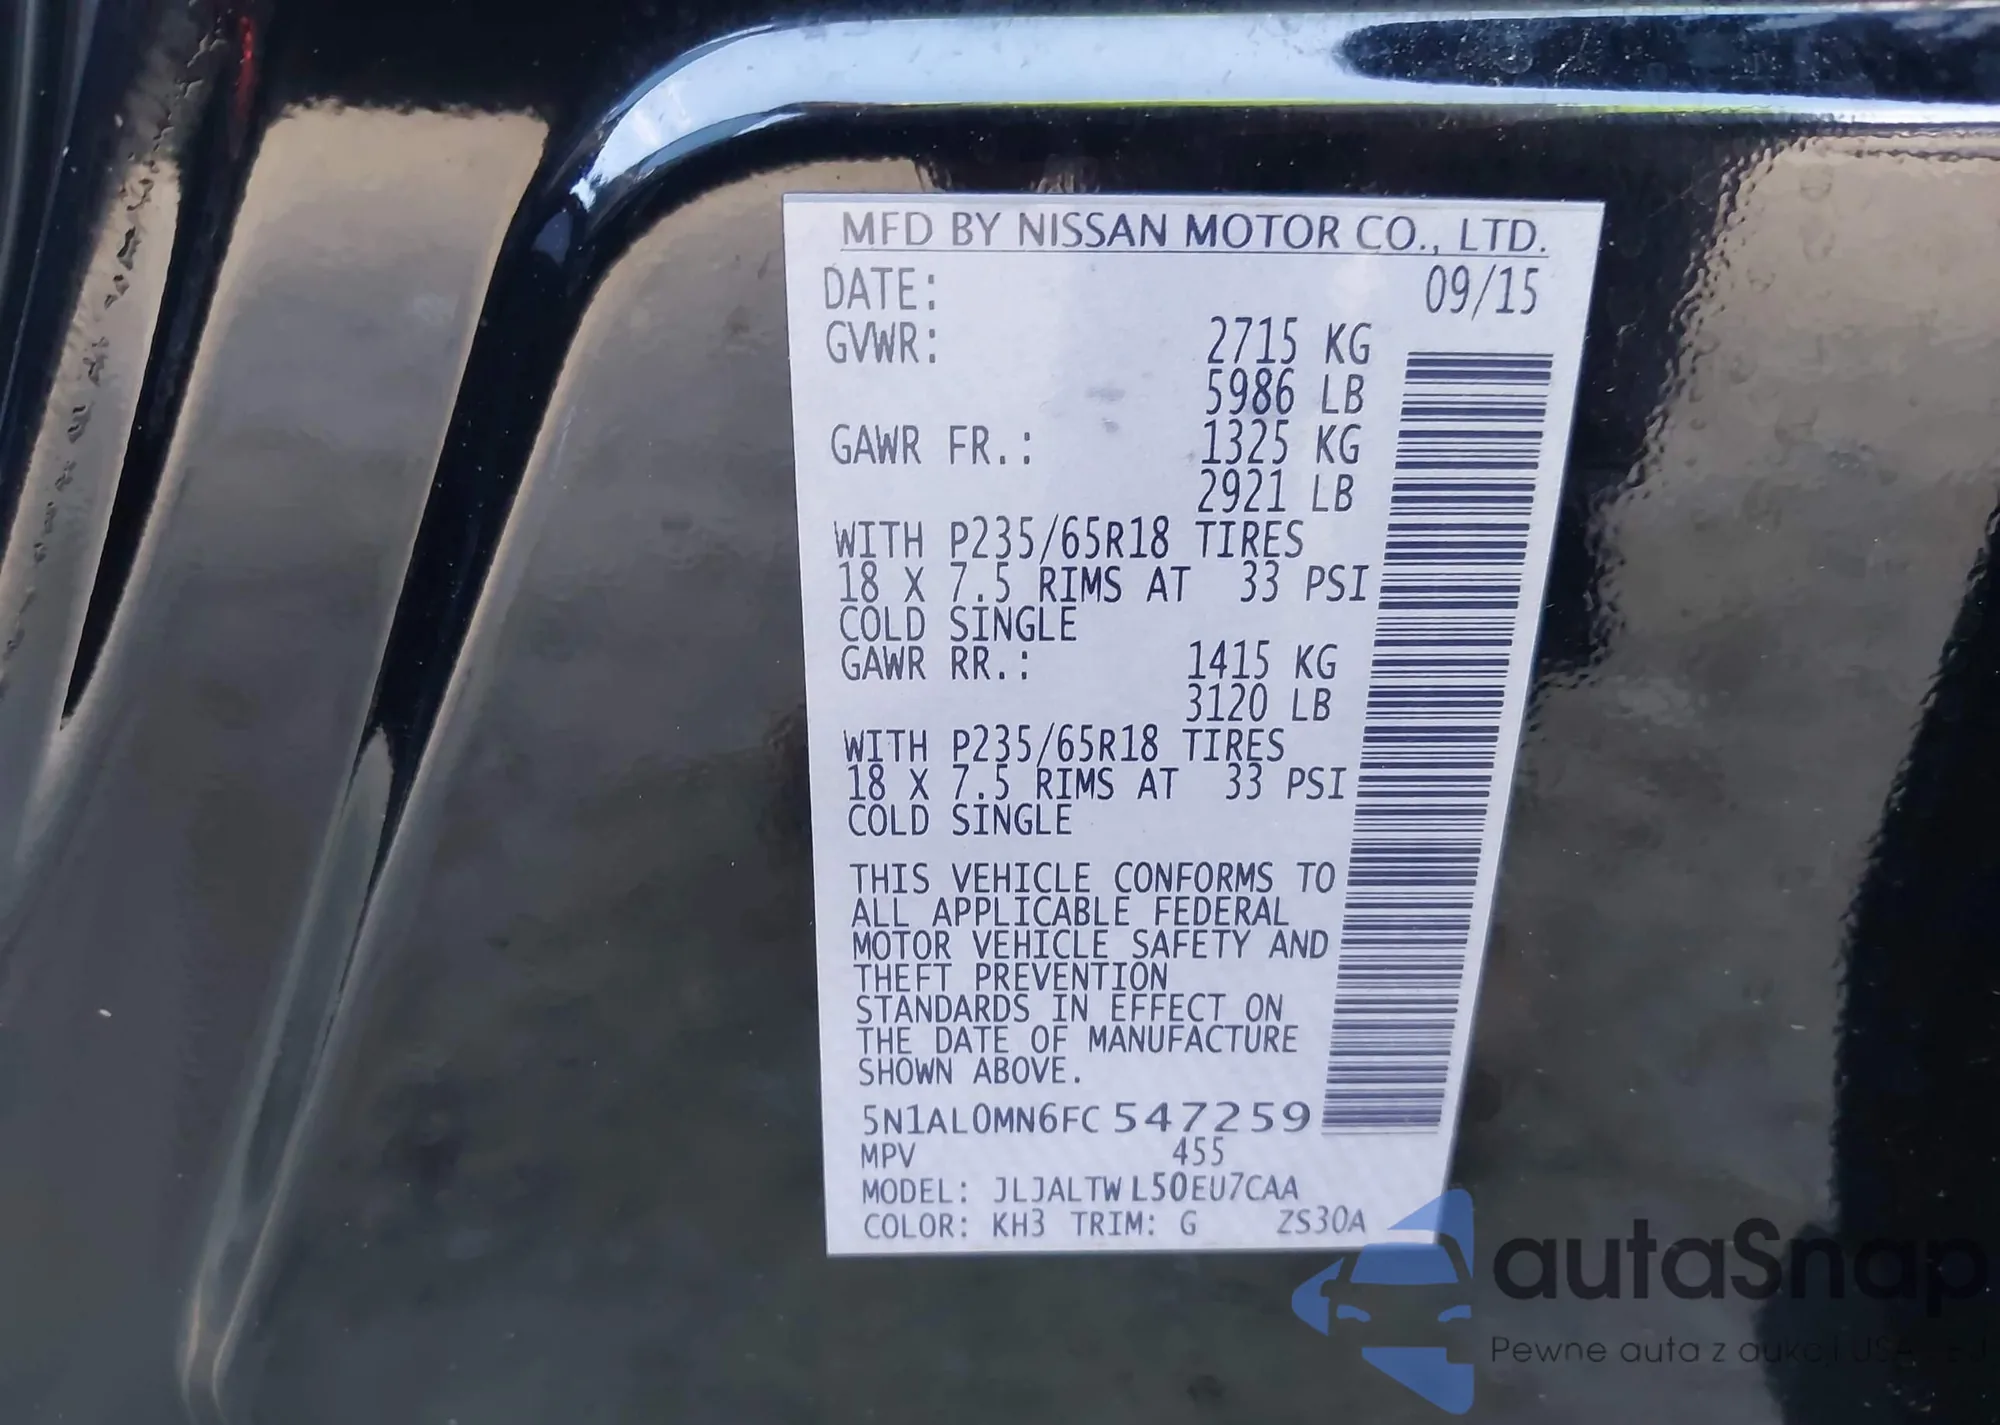 MFD BY NISSAN MOTOR CO., LTD.
DATE: 09/15
GVWR: 2715 KG
5986 LB
GAWR FR.: 1325 KG
2921 LB
WITH P235/65R18 TIRES
18 X 7.5 RIMS AT 33 PSI
COLD SINGLE
GAWR RR.: 1415 KG
3120 LB
WITH P235/65R18 TIRES
18 X 7.5 RIMS AT 33 PSI
COLD SINGLE
THIS VEHICLE CONFORMS TO
ALL APPLICABLE FEDERAL
MOTOR VEHICLE SAFETY AND
THEFT PREVENTION
STANDARDS IN EFFECT ON
THE DATE OF MANUFACTURE
SHOWN ABOVE.
5N1AL0MN6FC547259
MPV 455
MODEL: JLJALTWL50EU7CAA
COLOR: KH3 TRIM: G ZS30A
autaSnap
Pewne auta z aukcji